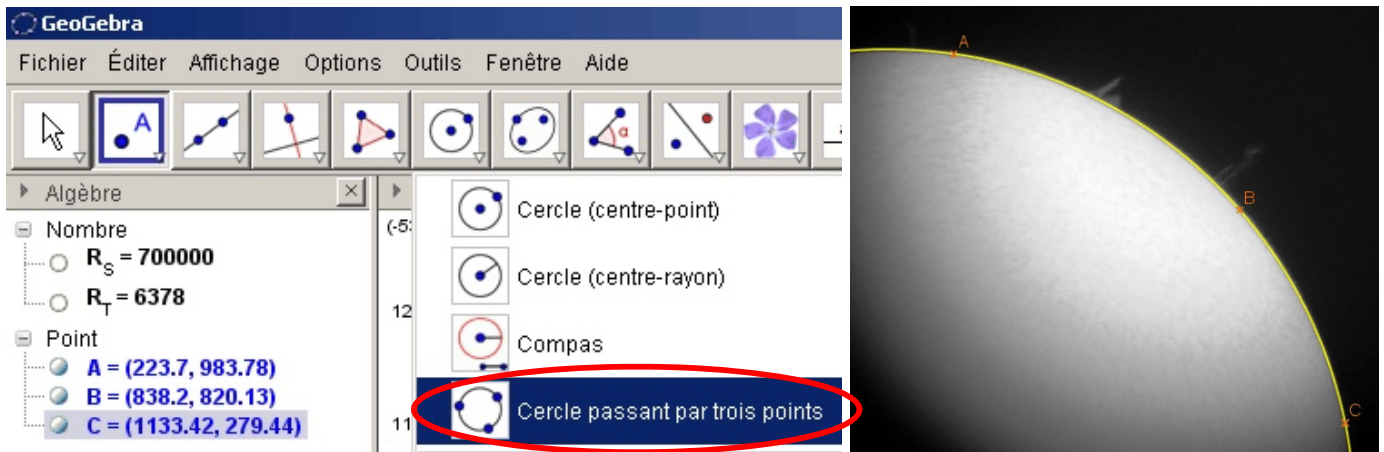 GeoGebra
Fichier Éditer Affichage Options Outils Fenêtre Aide
A
α
Algèbre
Nombre
R_S = 700000
R_T = 6378
Point
A = (223.7, 983.78)
B = (838.2, 820.13)
C = (1133.42, 279.44)
12
11
Cercle (centre-point)
Cercle (centre-rayon)
Compas
Cercle passant par trois points
A
B
C